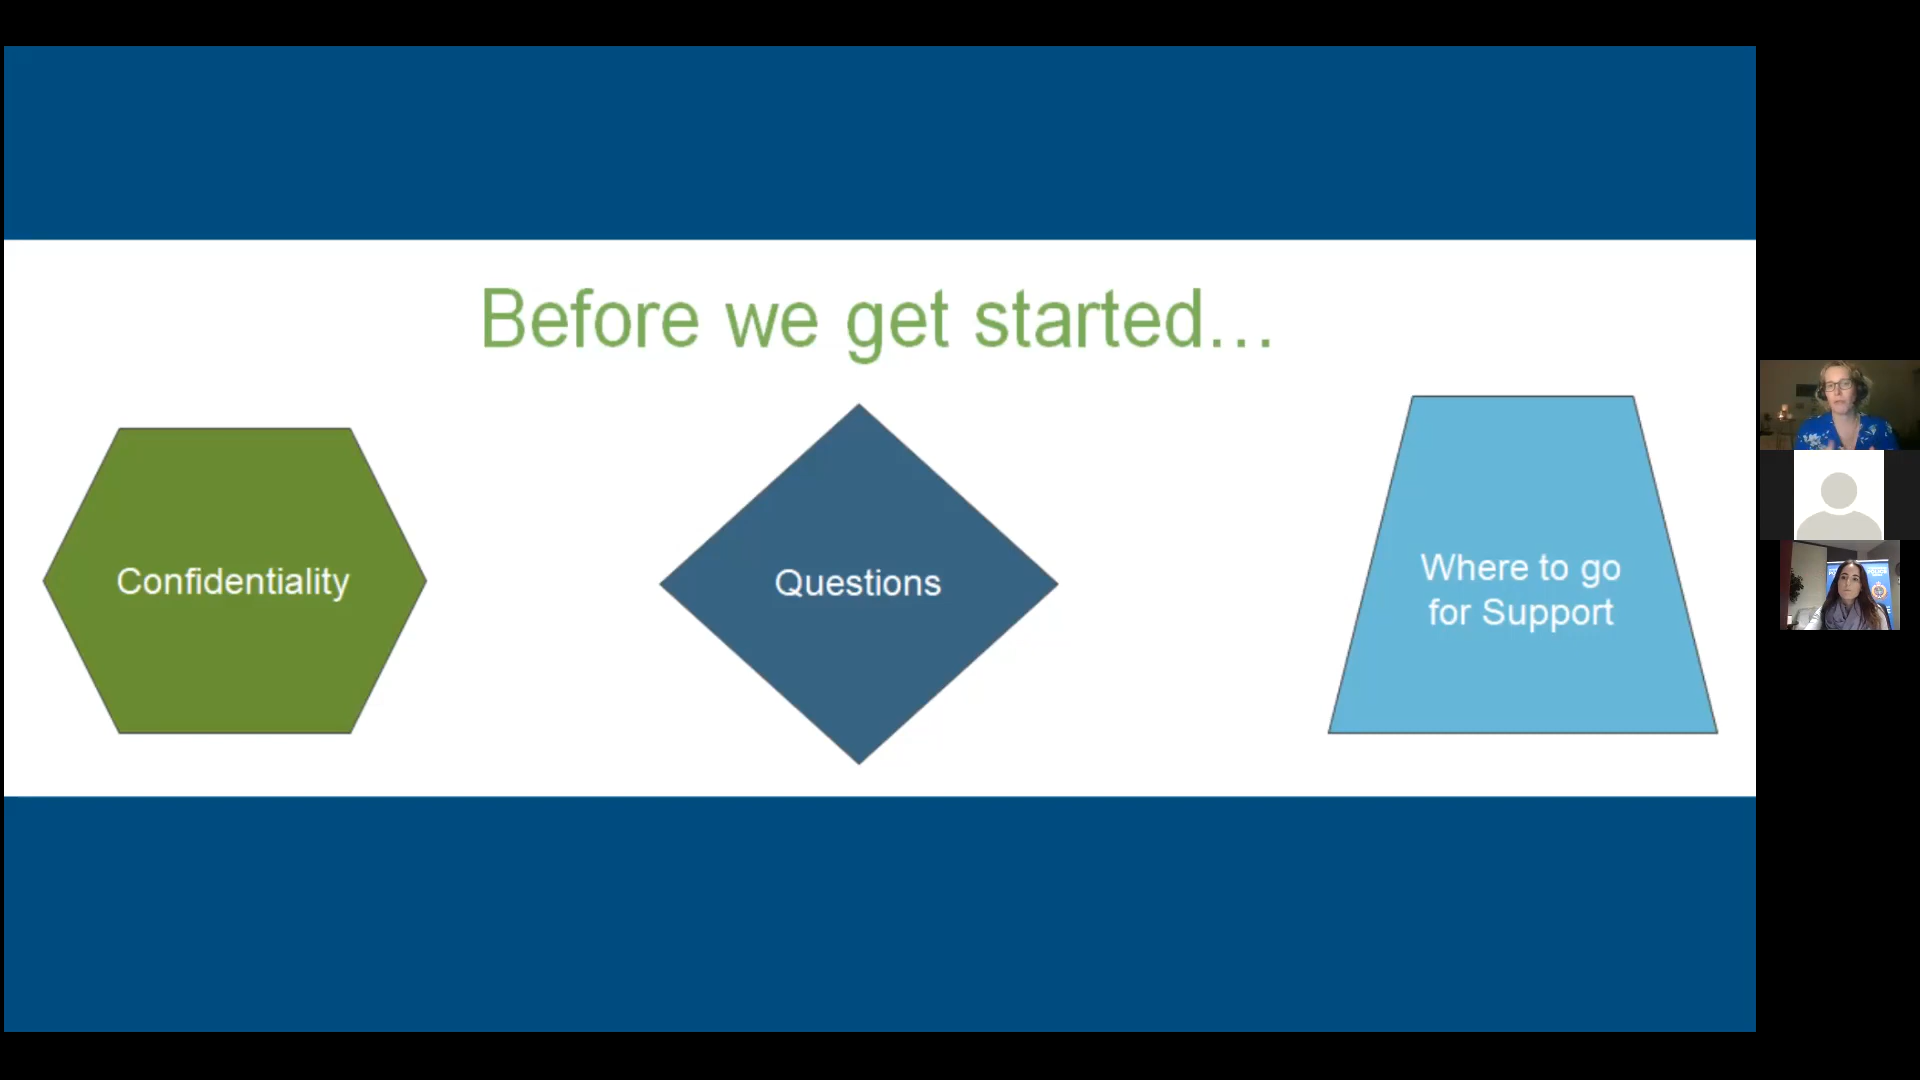 Before we get started...
Confidentiality
Questions
Where to go
for Support